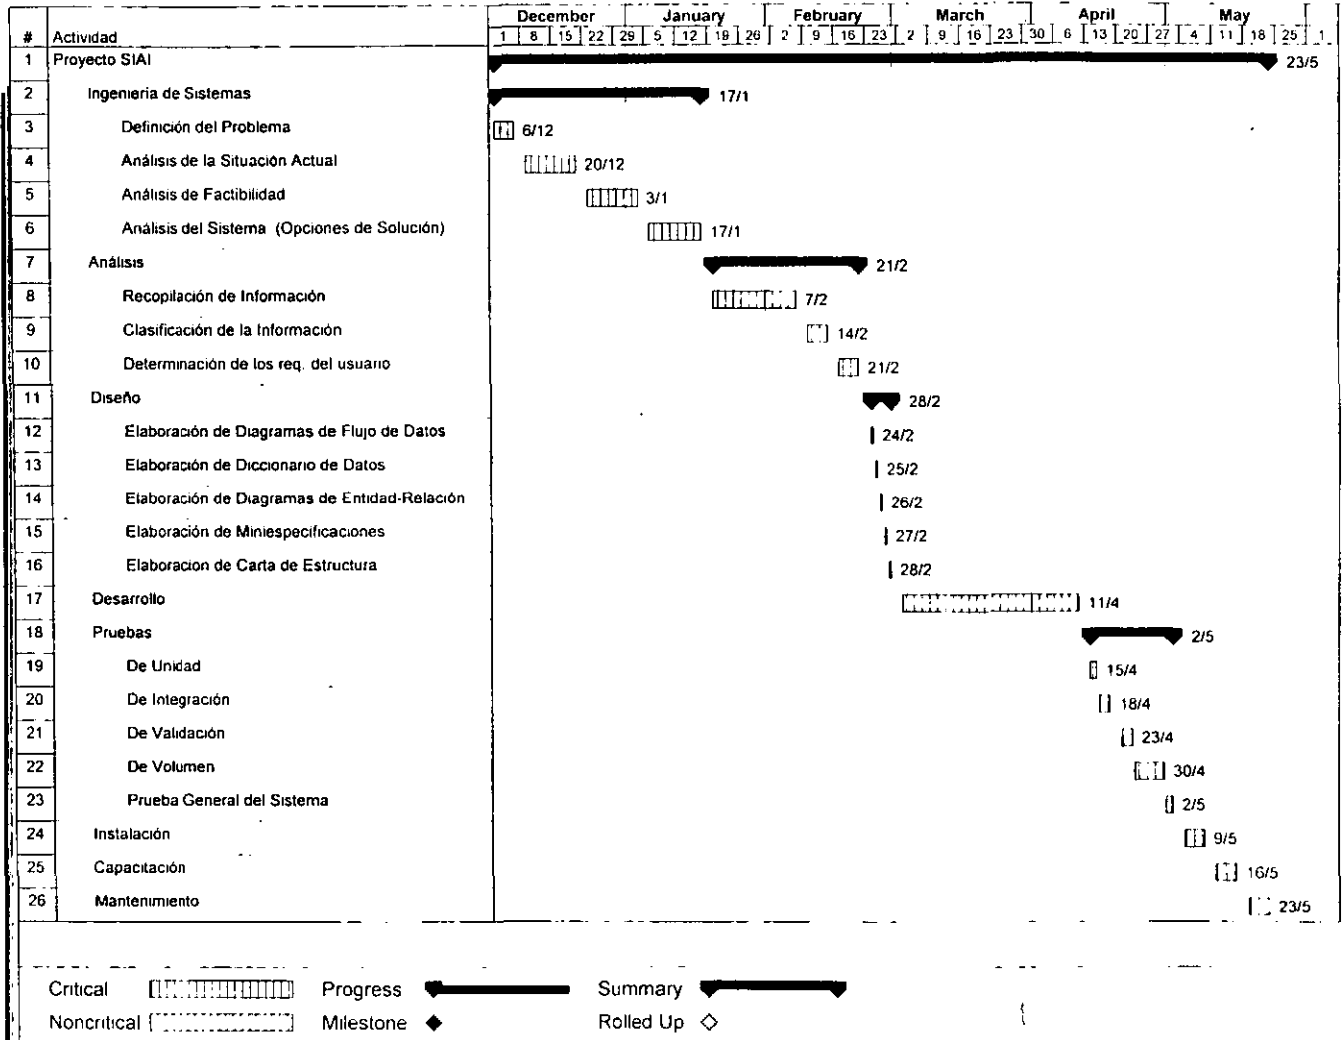 December January February March April May
# Actividad 1 8 15 22 29 5 12 19 26 2 9 16 23 2 9 16 23 30 6 13 20 27 4 11 18 25 1
1 Proyecto SIAI 23/5
2 Ingenieria de Sistemas 17/1
3 Definición del Problema 6/12
4 Análisis de la Situación Actual 20/12
5 Análisis de Factibilidad 3/1
6 Análisis del Sistema (Opciones de Solución) 17/1
7 Análisis 21/2
8 Recopilación de Información 7/2
9 Clasificación de la Información 14/2
10 Determinación de los req. del usuario 21/2
11 Diseño 28/2
12 Elaboración de Diagramas de Flujo de Datos 24/2
13 Elaboración de Diccionario de Datos 25/2
14 Elaboración de Diagramas de Entidad-Relación 26/2
15 Elaboración de Miniespecificaciones 27/2
16 Elaboracion de Carta de Estructura 28/2
17 Desarrollo 11/4
18 Pruebas 2/5
19 De Unidad 15/4
20 De Integración 18/4
21 De Validación 23/4
22 De Volumen 30/4
23 Prueba General del Sistema 2/5
24 Instalación 9/5
25 Capacitación 16/5
26 Mantenimiento 23/5
Critical Progress Summary
Noncritical Milestone Rolled Up